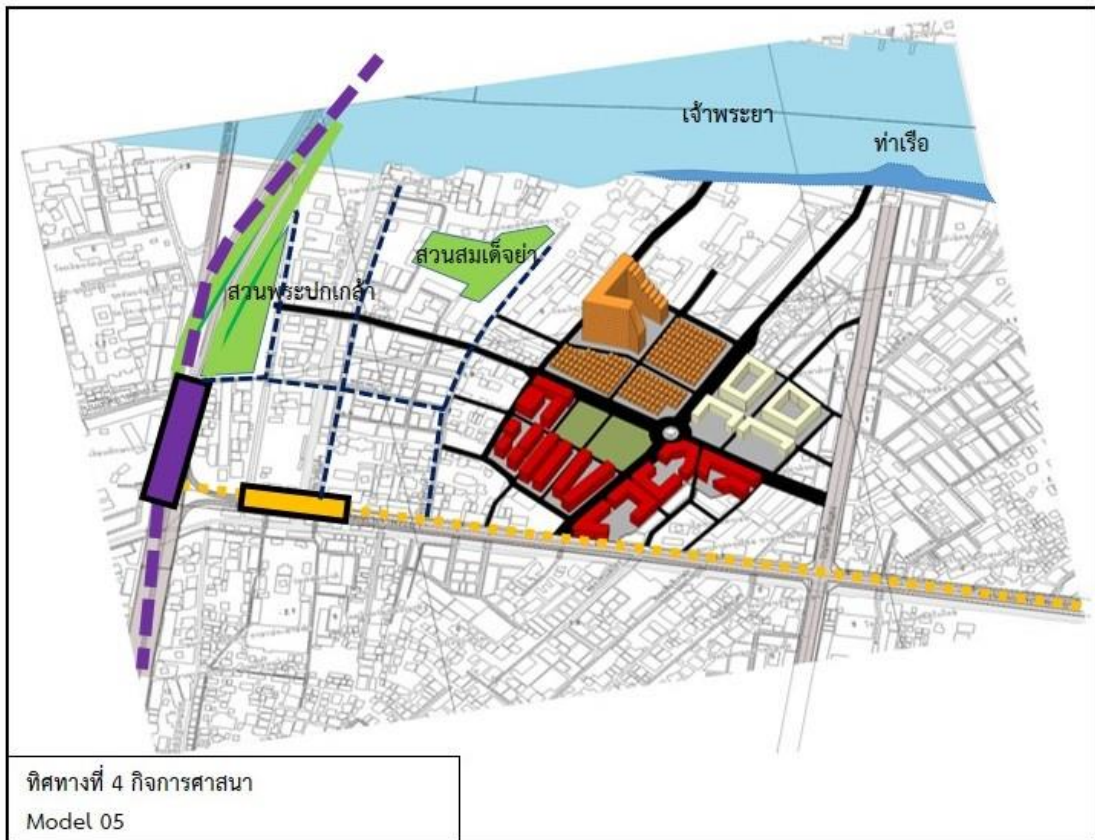 เจ้าพระยา
ท่าเรือ
สวนสมเด็จย่า
สวนพระปกเกล้า
ทิศทางที่ 4 กิจการศาสนา
Model 05